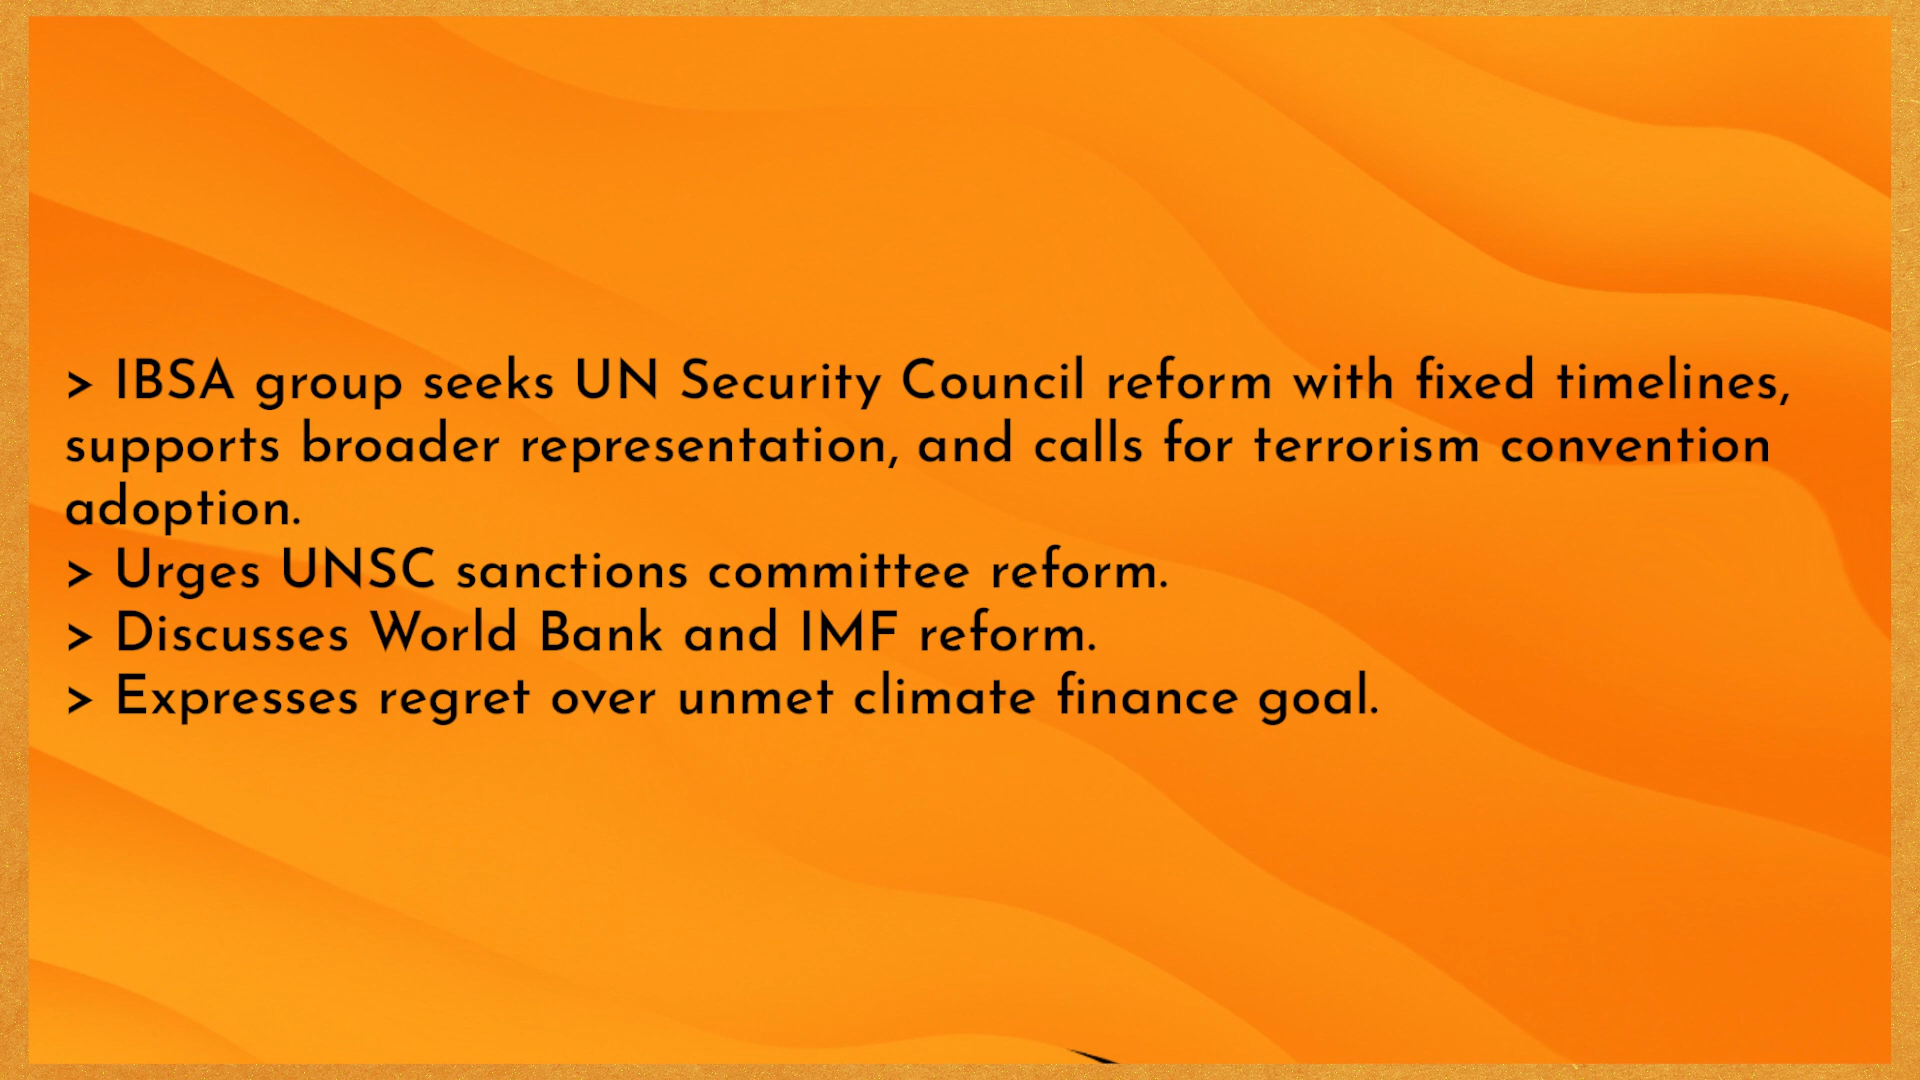 > IBSA group seeks UN Security Council reform with fixed timelines,
supports broader representation, and calls for terrorism convention
adoption.
> Urges UNSC sanctions committee reform.
> Discusses World Bank and IMF reform.
> Expresses regret over unmet climate finance goal.